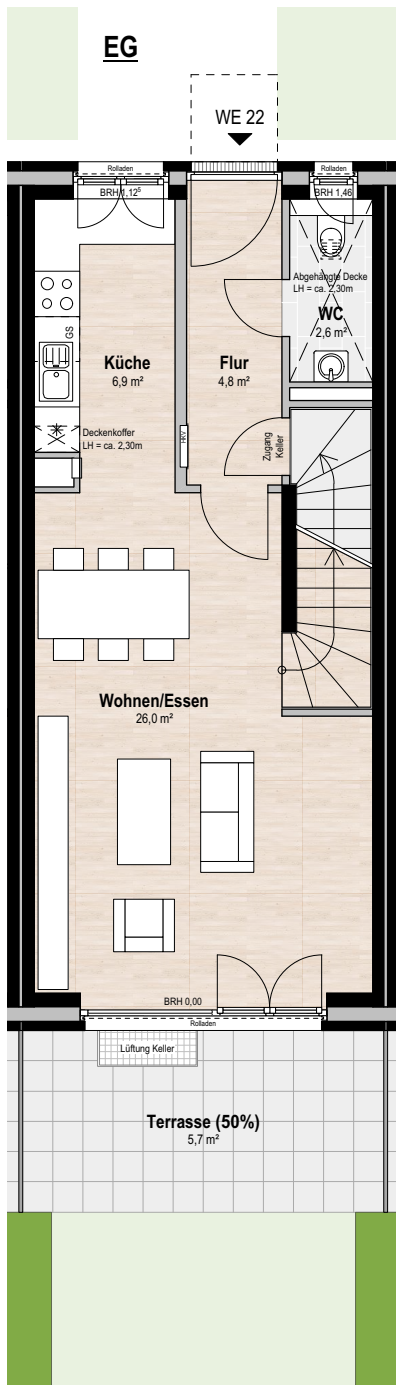 EG
WE 22
Rolladen
Rolladen
BRH 1,12⁵
BRH 1,46
Abgehängte Decke
LH = ca. 2,30m
WC
2,6 m²
GS
Küche
6,9 m²
Flur
4,8 m²
Deckenkoffer
LH = ca. 2,30m
HKV
Zugang
Keller
Wohnen/Essen
26,0 m²
BRH 0,00
Rolladen
Lüftung Keller
Terrasse (50%)
5,7 m²